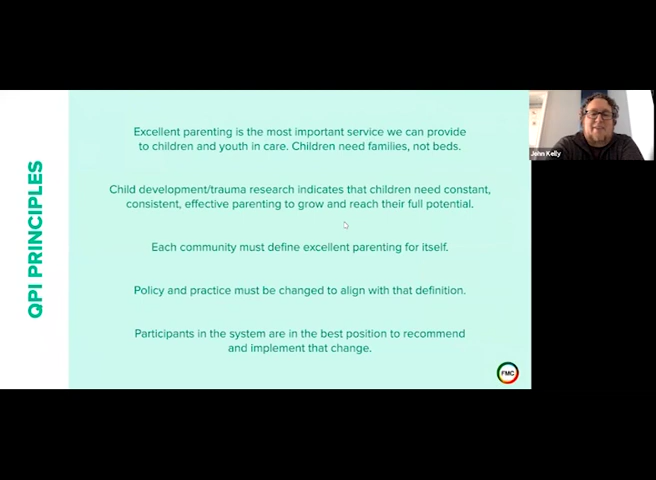 QPI PRINCIPLES
Excellent parenting is the most important service we can provide
to children and youth in care. Children need families, not beds.
Child development/trauma research indicates that children need constant,
consistent, effective parenting to grow and reach their full potential.
Each community must define excellent parenting for itself.
Policy and practice must be changed to align with that definition.
Participants in the system are in the best position to recommend
and implement that change.
FMC
John Kelly